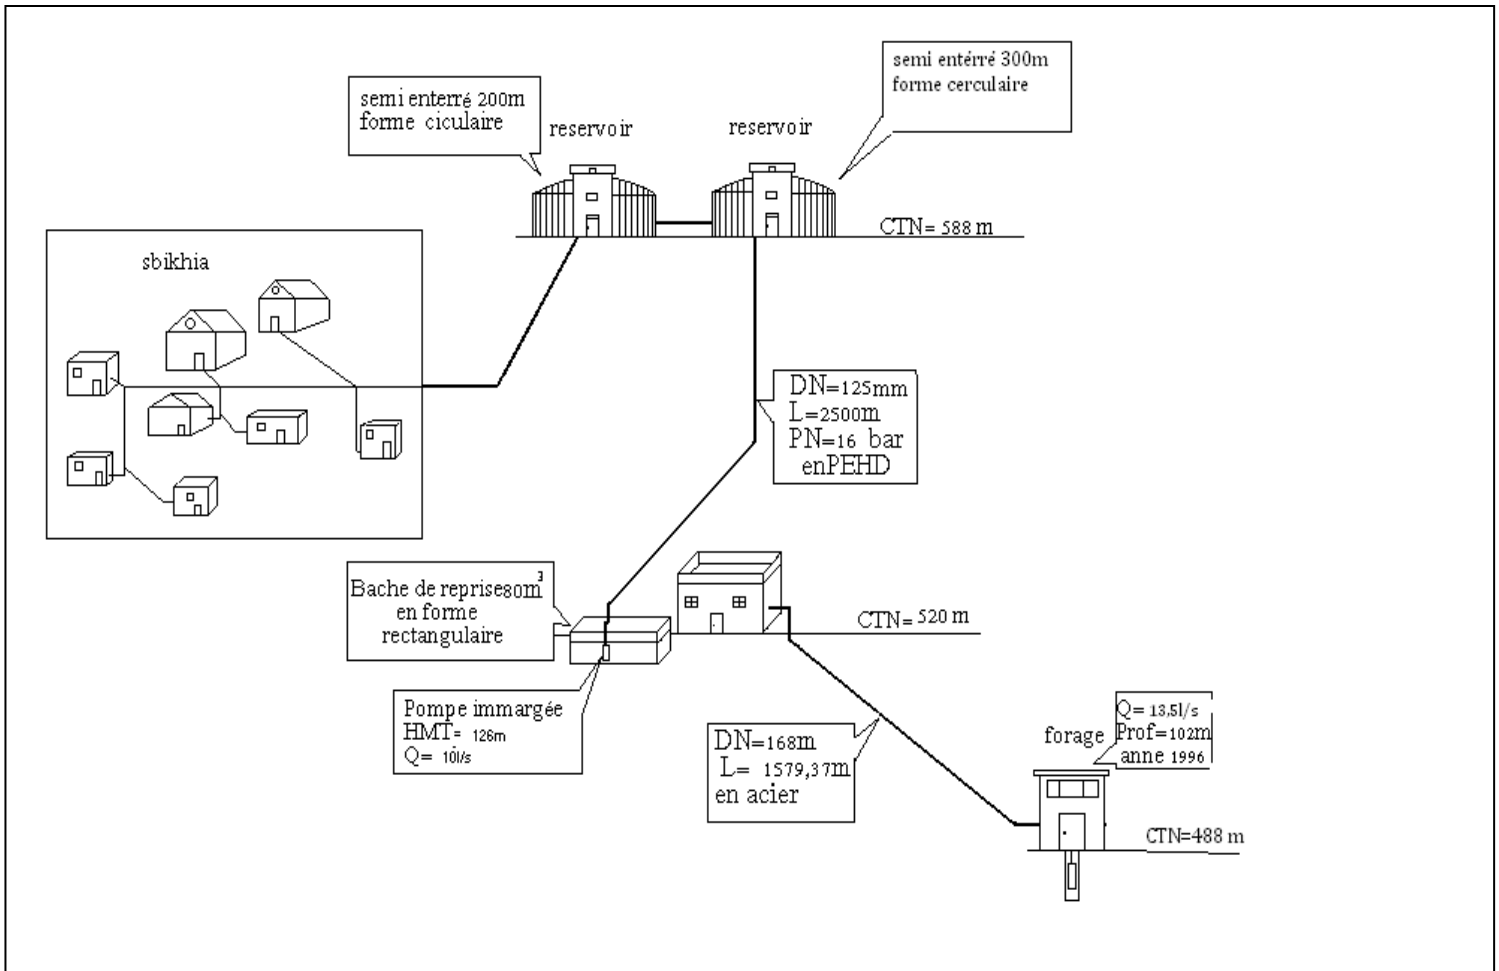 semi enterré 200m
forme ciculaire
reservoir
reservoir
semi entérré 300m
forme cerculaire
CTN= 588 m
sbikhia
DN=125mm
L=2500m
PN=16 bar
enPEHD
Bache de reprise80m³
en forme
rectangulaire
CTN= 520 m
Pompe immargée
HMT= 126m
Q= 10l/s
DN=168m
L= 1579,37m
en acier
forage
Q= 13,5l/s
Prof=102m
anne 1996
CTN=488 m